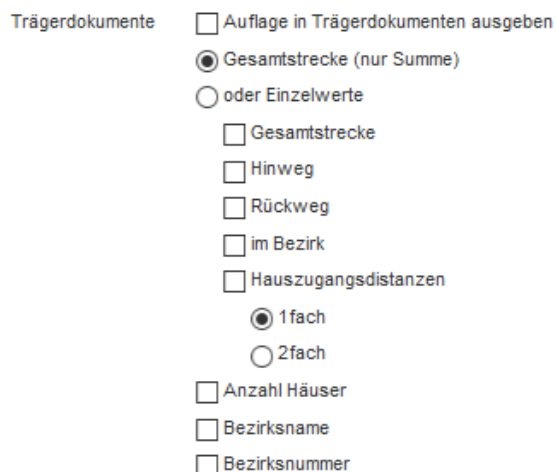 Trägerdokumente
Auflage in Trägerdokumenten ausgeben
Gesamtstrecke (nur Summe)
oder Einzelwerte
Gesamtstrecke
Hinweg
Rückweg
im Bezirk
Hauszugangsdistanzen
1fach
2fach
Anzahl Häuser
Bezirksname
Bezirksnummer